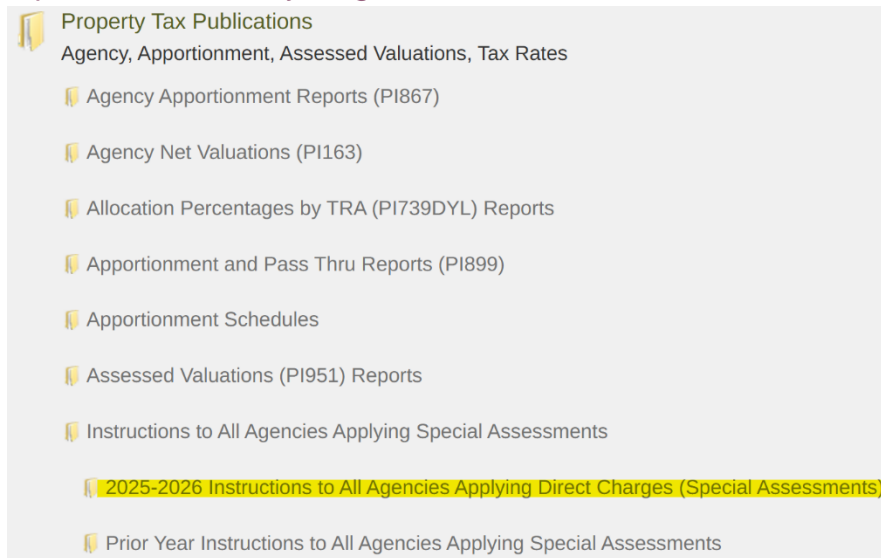 Property Tax Publications
Agency, Apportionment, Assessed Valuations, Tax Rates
Agency Apportionment Reports (PI867)
Agency Net Valuations (PI163)
Allocation Percentages by TRA (PI739DYL) Reports
Apportionment and Pass Thru Reports (PI899)
Apportionment Schedules
Assessed Valuations (PI951) Reports
Instructions to All Agencies Applying Special Assessments
2025-2026 Instructions to All Agencies Applying Direct Charges (Special Assessments)
Prior Year Instructions to All Agencies Applying Special Assessments